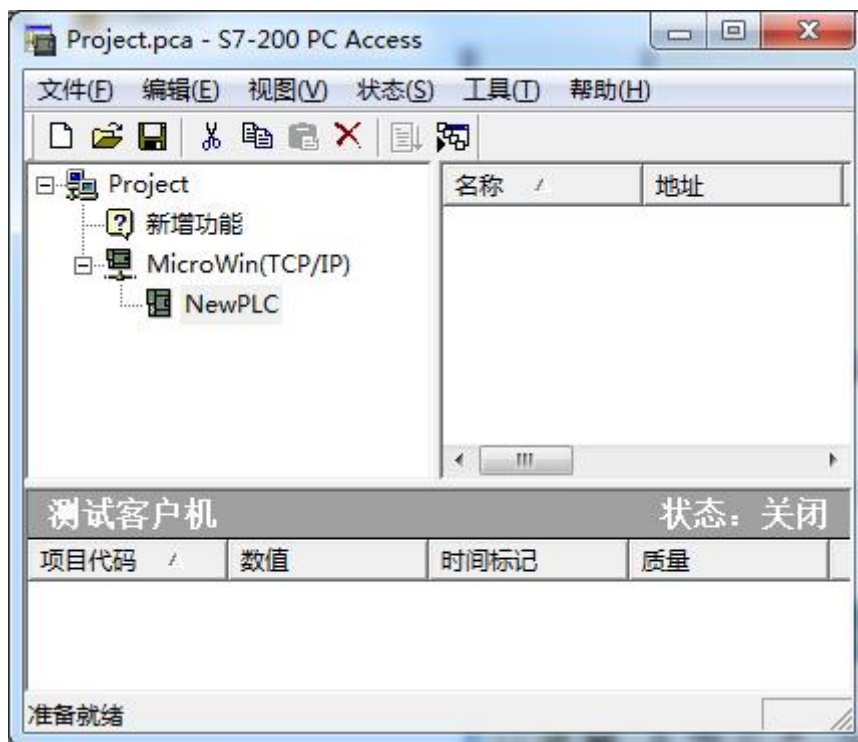 Project.pca - S7-200 PC Access
文件(F) 编辑(E) 视图(V) 状态(S) 工具(T) 帮助(H)
Project
新增功能
MicroWin(TCP/IP)
NewPLC
名称 地址
测试客户机 状态：关闭
项目代码 数值 时间标记 质量
准备就绪